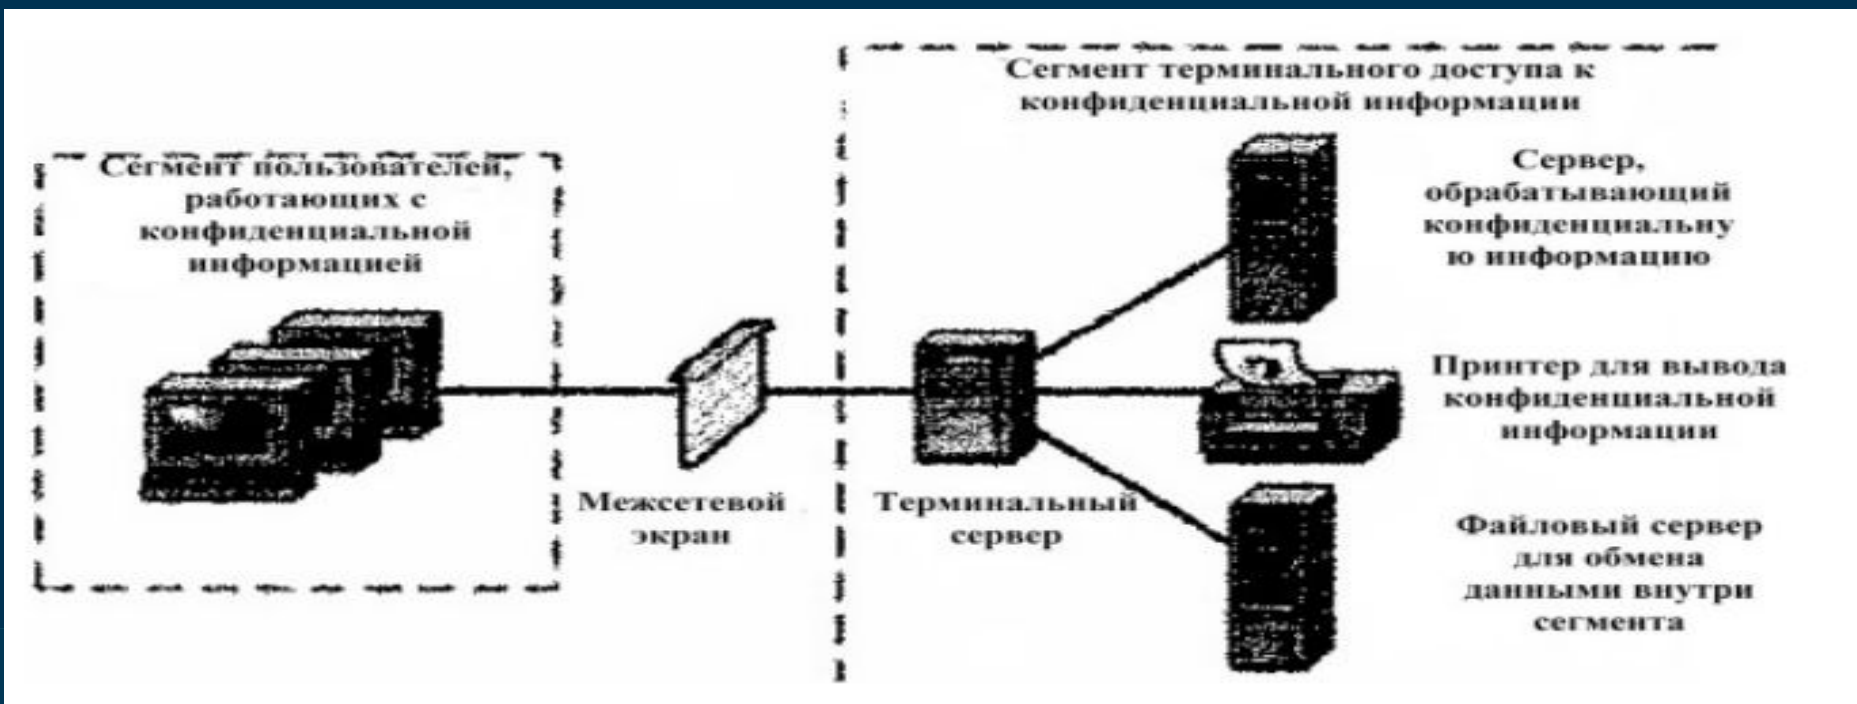 Сегмент терминального доступа к
конфиденциальной информации
Сегмент пользователей,
работающих с
конфиденциальной
информацией
Сервер,
обрабатывающий
конфиденциальну
ю информацию
Принтер для вывода
конфиденциальной
информации
Межсетевой
экран
Терминальный
сервер
Файловый сервер
для обмена
данными внутри
сегмента